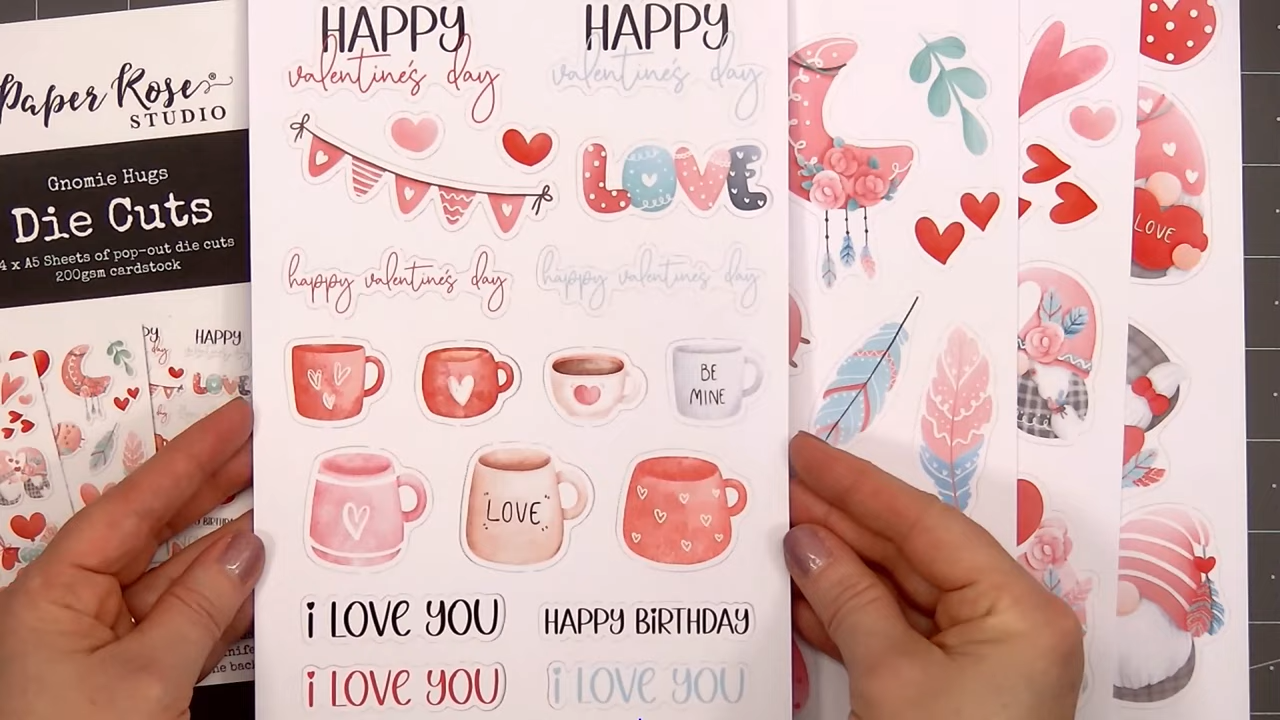 Paper Rose®
STUDIO
Gnomie Hugs
Die Cuts
4 x A5 Sheets of pop-out die cuts
200gsm cardstock
HAPPY
HAPPY
valentine's day
valentine's day
LOVE
happy valentine's day
happy valentine's day
BE
MINE
LOVE
i LOVE YOU
HAPPY BiRTHDAY
i LOVE YOU
i LOVE YOU
LOVE
HAPPY